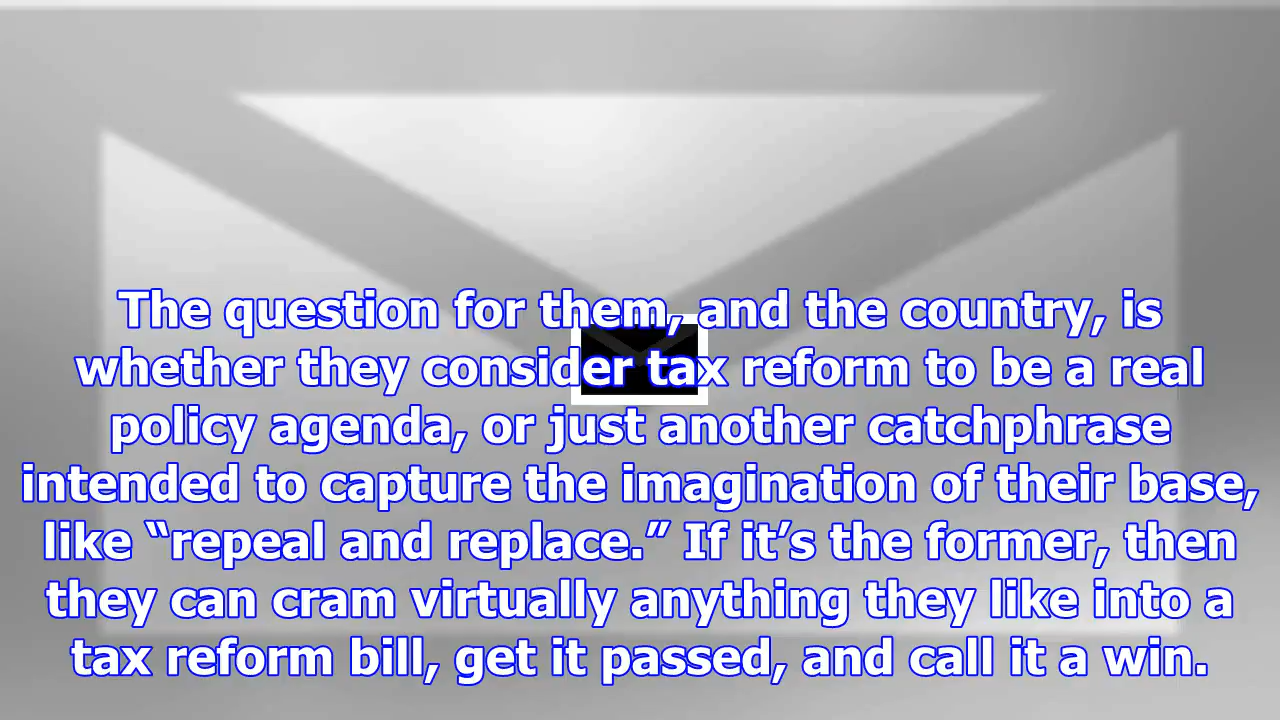 The question for them, and the country, is
whether they consider tax reform to be a real
policy agenda, or just another catchphrase
intended to capture the imagination of their base,
like “repeal and replace.” If it’s the former, then
they can cram virtually anything they like into a
tax reform bill, get it passed, and call it a win.